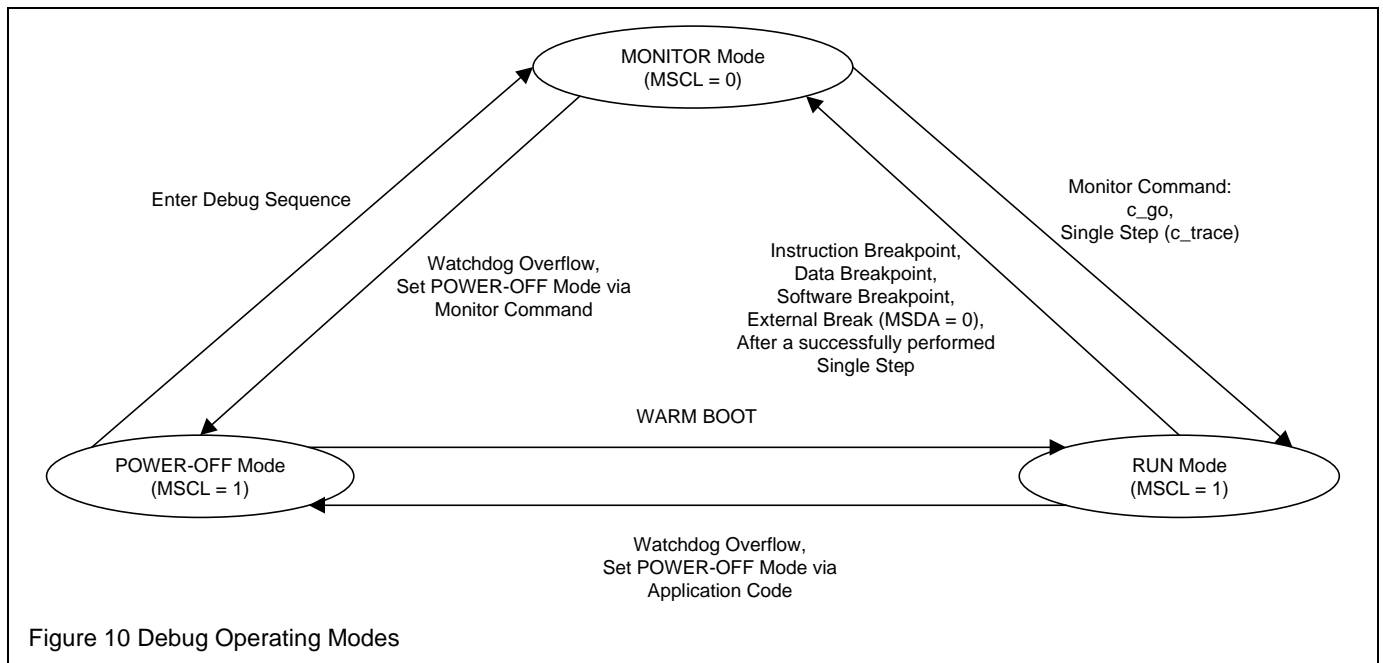 MONITOR Mode
(MSCL = 0)
Enter Debug Sequence
Monitor Command:
c_go,
Single Step (c_trace)
Watchdog Overflow,
Set POWER-OFF Mode via
Monitor Command
Instruction Breakpoint,
Data Breakpoint,
Software Breakpoint,
External Break (MSDA = 0),
After a successfully performed
Single Step
WARM BOOT
POWER-OFF Mode
(MSCL = 1)
RUN Mode
(MSCL = 1)
Watchdog Overflow,
Set POWER-OFF Mode via
Application Code
Figure 10 Debug Operating Modes